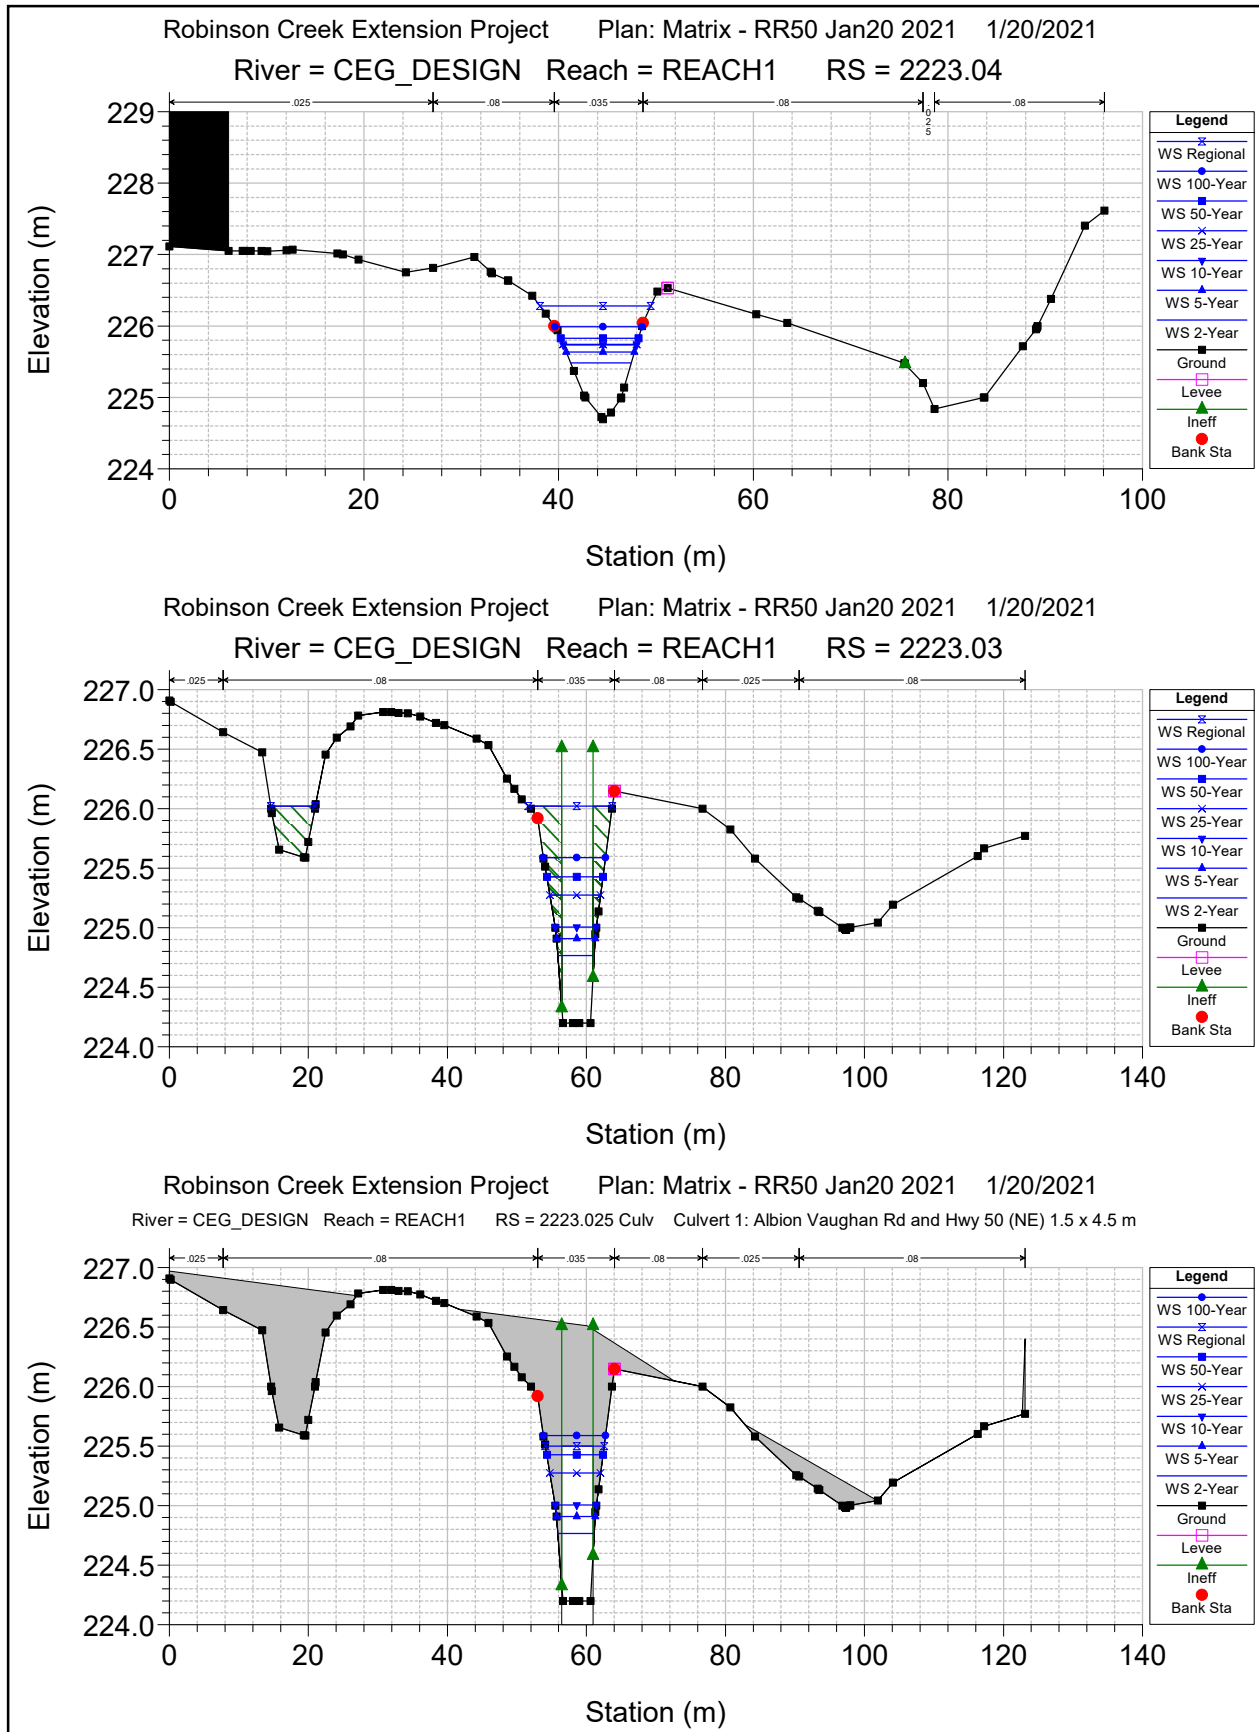 Robinson Creek Extension Project Plan: Matrix - RR50 Jan20 2021 1/20/2021
River = CEG_DESIGN Reach = REACH1 RS = 2223.04
.025 .08 .035 .08 .025 .08
229
228
227
226
225
224
Elevation (m)
0 20 40 60 80 100
Station (m)
Legend
WS Regional
WS 100-Year
WS 50-Year
WS 25-Year
WS 10-Year
WS 5-Year
WS 2-Year
Ground
Levee
Ineff
Bank Sta
Robinson Creek Extension Project Plan: Matrix - RR50 Jan20 2021 1/20/2021
River = CEG_DESIGN Reach = REACH1 RS = 2223.03
.025 .08 .035 .08 .025 .08
227.0
226.5
226.0
225.5
225.0
224.5
224.0
Elevation (m)
0 20 40 60 80 100 120 140
Station (m)
Legend
WS Regional
WS 100-Year
WS 50-Year
WS 25-Year
WS 10-Year
WS 5-Year
WS 2-Year
Ground
Levee
Ineff
Bank Sta
Robinson Creek Extension Project Plan: Matrix - RR50 Jan20 2021 1/20/2021
River = CEG_DESIGN Reach = REACH1 RS = 2223.025 Culv Culvert 1: Albion Vaughan Rd and Hwy 50 (NE) 1.5 x 4.5 m
.025 .08 .035 .08 .025 .08
227.0
226.5
226.0
225.5
225.0
224.5
224.0
Elevation (m)
0 20 40 60 80 100 120 140
Station (m)
Legend
WS 100-Year
WS Regional
WS 50-Year
WS 25-Year
WS 10-Year
WS 5-Year
WS 2-Year
Ground
Levee
Ineff
Bank Sta